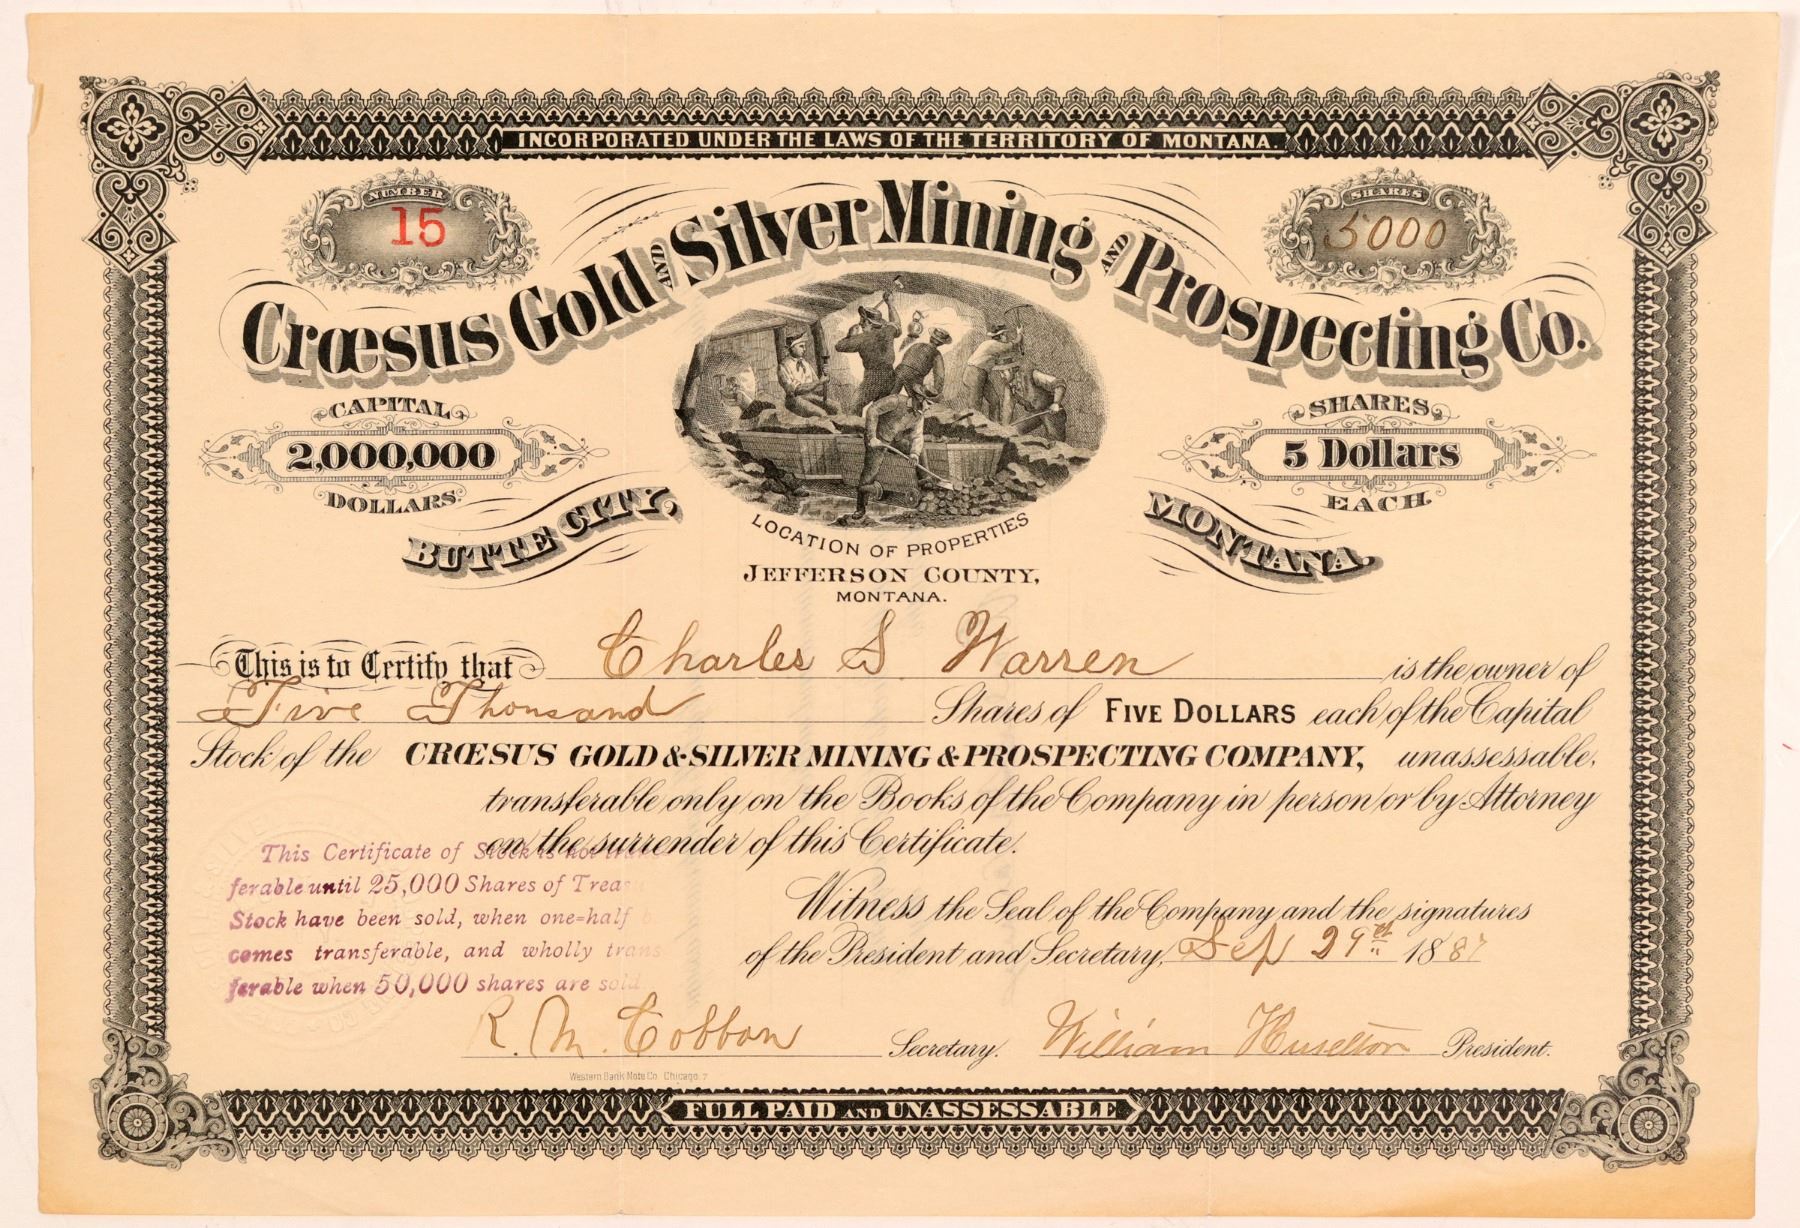 INCORPORATED UNDER THE LAWS OF THE TERRITORY OF MONTANA.
NUMBER
15
SHARES
5000
Crœsus Gold AND Silver Mining AND Prospecting Co.
CAPITAL
2,000,000
DOLLARS.
SHARES
5 Dollars
EACH.
BUTTE CITY, MONTANA.
LOCATION OF PROPERTIES
JEFFERSON COUNTY,
MONTANA.
This is to Certify that Charles S. Warren is the owner of
Five Thousand Shares of FIVE DOLLARS each of the Capital
Stock of the CRŒSUS GOLD & SILVER MINING & PROSPECTING COMPANY, unassessable,
transferable only on the Books of the Company in person or by Attorney
on the surrender of this Certificate.
This Certificate of Stock is not
ferable until 25,000 Shares of Treas
Stock have been sold, when one=half b
comes transferable, and wholly trans
ferable when 50,000 shares are sold
Witness the Seal of the Company and the signatures
of the President and Secretary, Sep 29th 1887
R. M. Cobban Secretary. William Huselton President.
Western Bank Note Co. Chicago
FULL PAID AND UNASSESSABLE